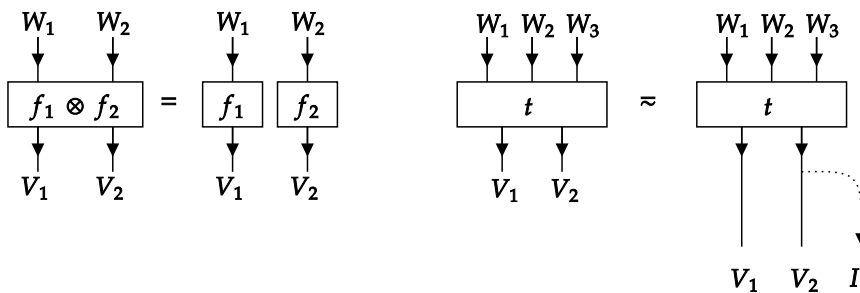 W₁ W₂ W₁ W₂ W₁ W₂ W₃ W₁ W₂ W₃
f₁ ⊗ f₂ = f₁ f₂ t ≈ t
V₁ V₂ V₁ V₂ V₁ V₂
V₁ V₂ I